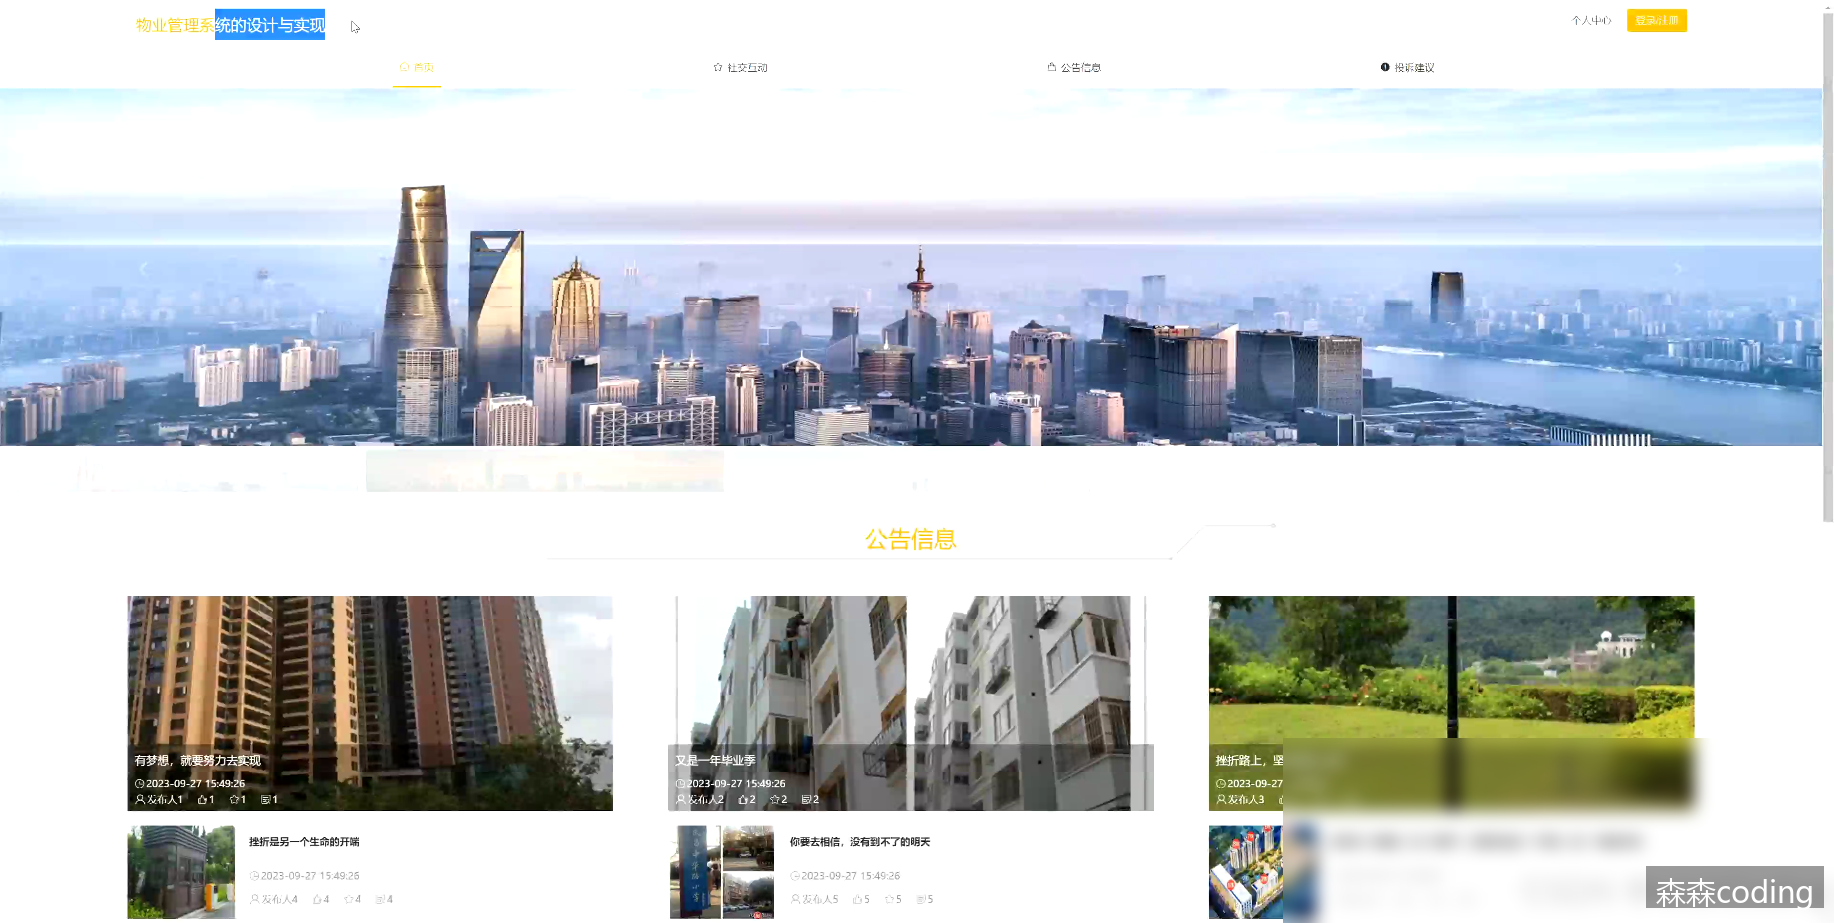 物业管理系统的设计与实现
个人中心
登录/注册
首页
社交互动
公告信息
投诉建议
公告信息
有梦想，就要努力去实现
2023-09-27 15:49:26
发布人1 1 1 1
又是一年毕业季
2023-09-27 15:49:26
发布人2 2 2 2
挫折路上，坚
2023-09-27
发布人3
挫折是另一个生命的开端
2023-09-27 15:49:26
发布人4 4 4 4
你要去相信，没有到不了的明天
2023-09-27 15:49:26
发布人5 5 5 5
森森coding